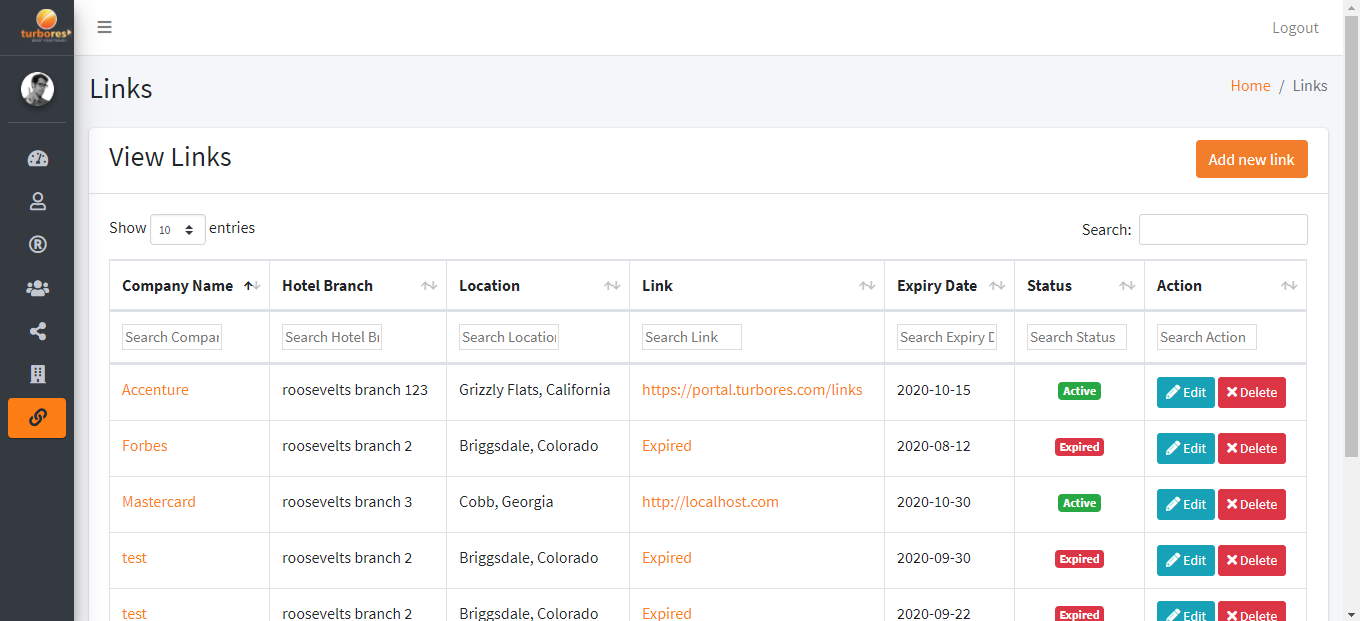 turbores
Logout
Links
Home / Links
View Links
Add new link
Show 10 entries
Search:
Company Name Hotel Branch Location Link Expiry Date Status Action
Search Compar Search Hotel Br Search Location Search Link Search Expiry D Search Status Search Action
Accenture roosevelts branch 123 Grizzly Flats, California https://portal.turbores.com/links 2020-10-15 Active Edit Delete
Forbes roosevelts branch 2 Briggsdale, Colorado Expired 2020-08-12 Expired Edit Delete
Mastercard roosevelts branch 3 Cobb, Georgia http://localhost.com 2020-10-30 Active Edit Delete
test roosevelts branch 2 Briggsdale, Colorado Expired 2020-09-30 Expired Edit Delete
test roosevelts branch 2 Briggsdale, Colorado Expired 2020-09-22 Expired Edit Delete